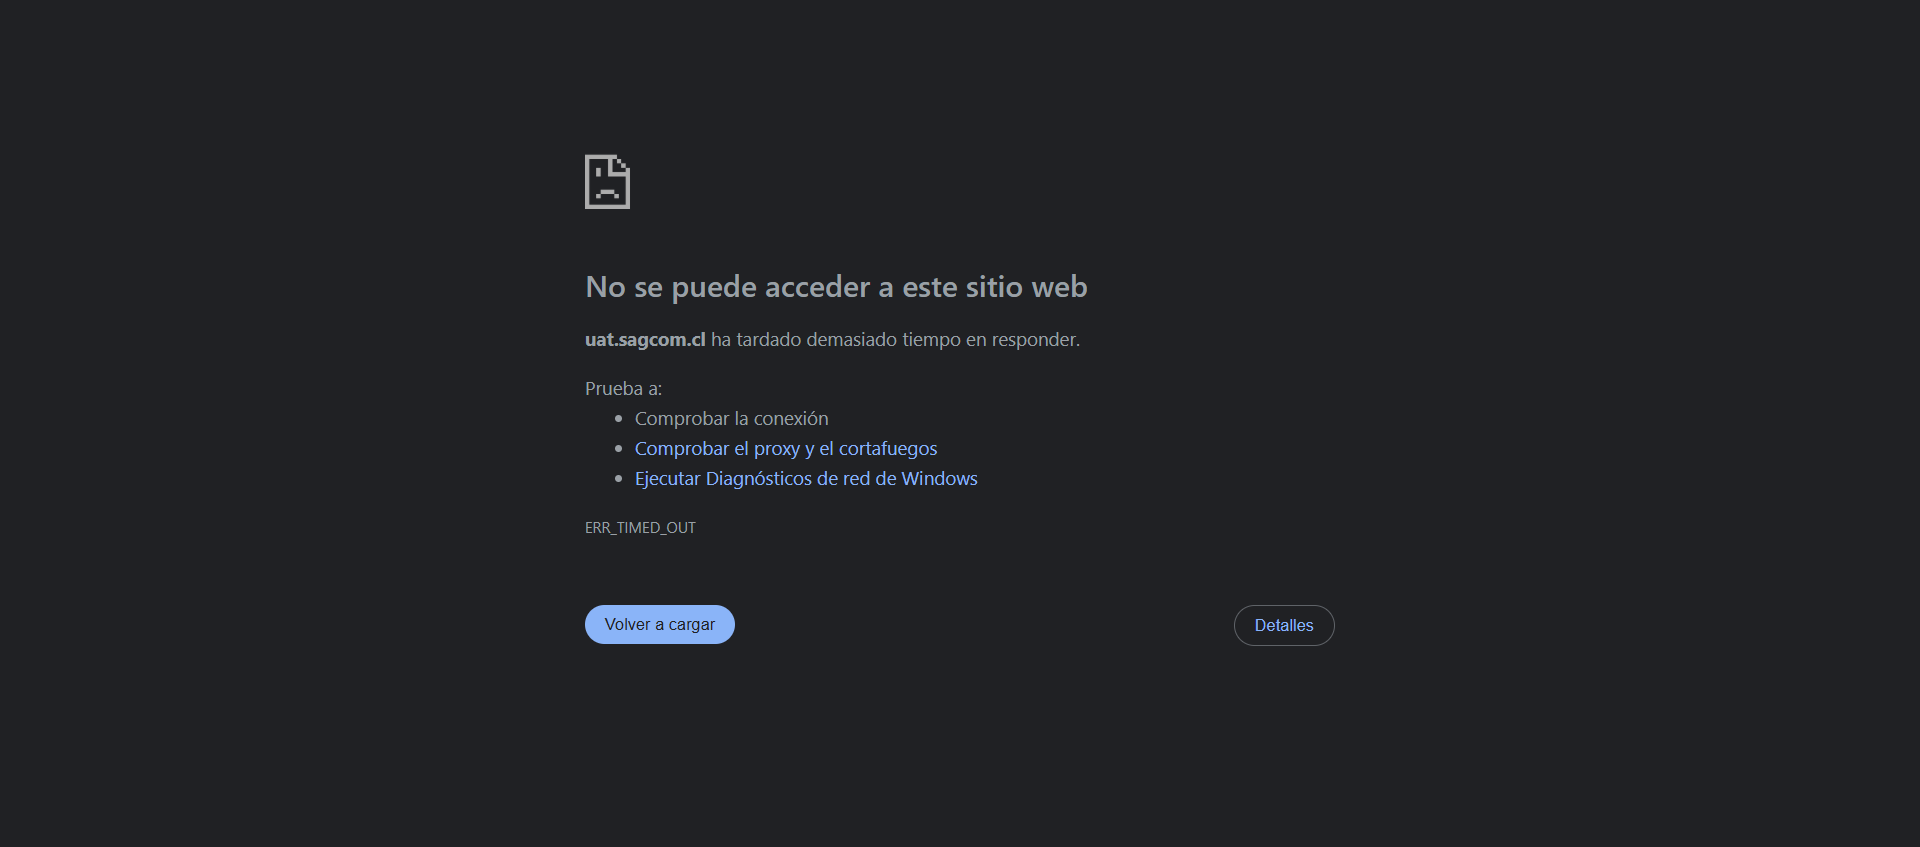 No se puede acceder a este sitio web
uat.sagcom.cl ha tardado demasiado tiempo en responder.
Prueba a:
Comprobar la conexión
Comprobar el proxy y el cortafuegos
Ejecutar Diagnósticos de red de Windows
ERR_TIMED_OUT
Volver a cargar
Detalles